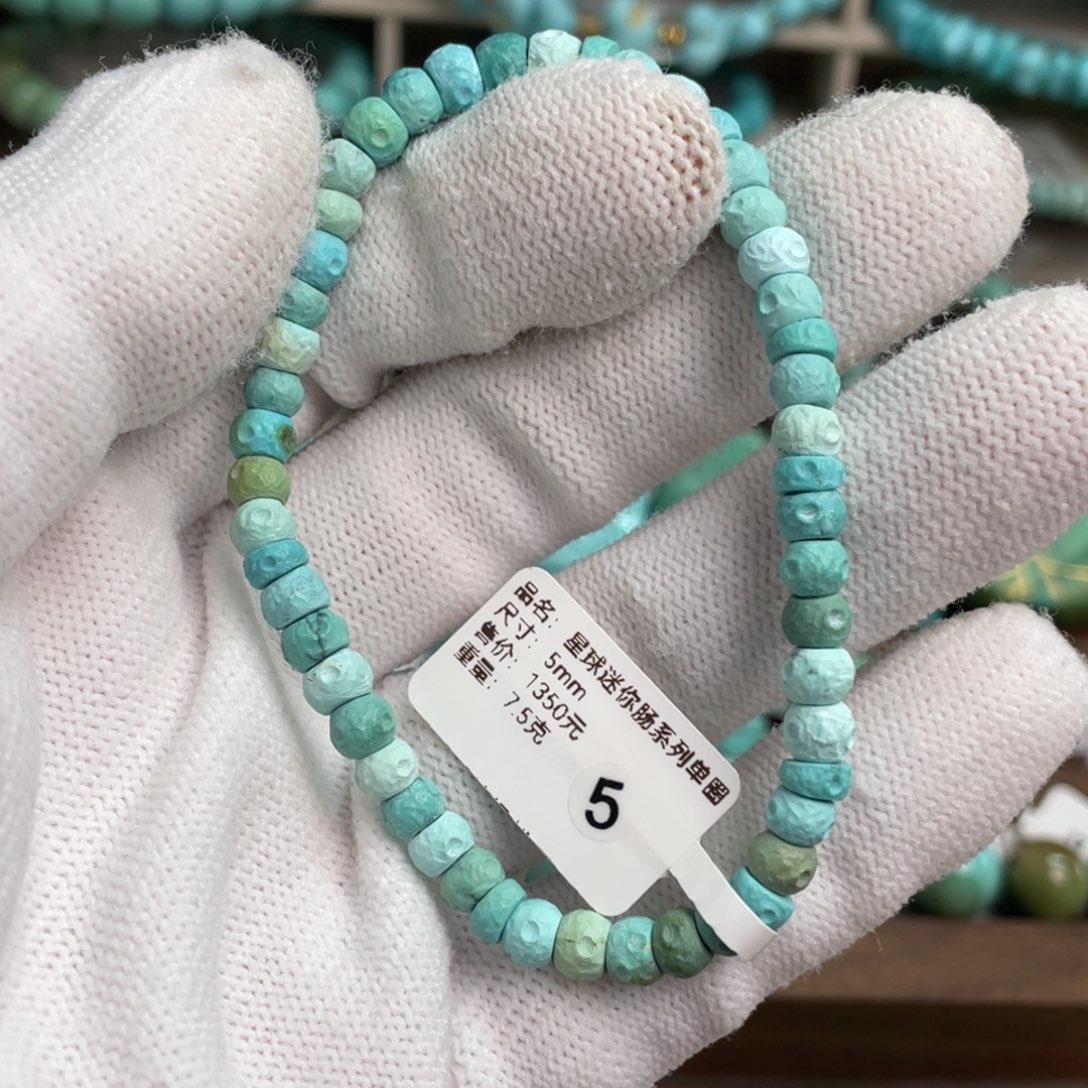 品名: 星球迷你肠系列单圈
尺寸: 5mm
售价: 1350元
重量: 7.5克
5